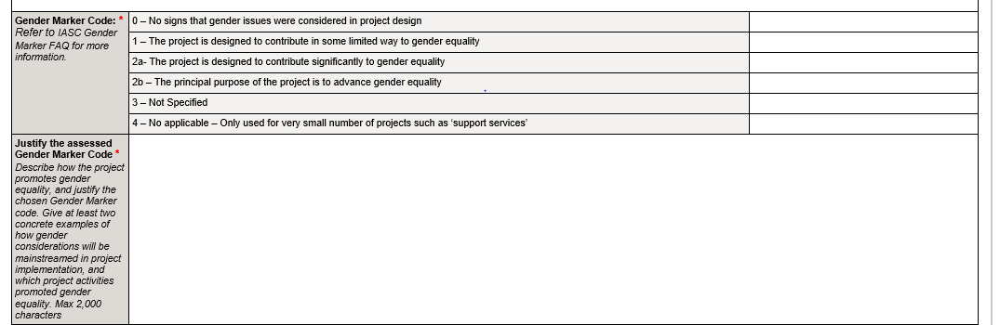 Gender Marker Code: *
Refer to IASC Gender
Marker FAQ for more
information.
0 – No signs that gender issues were considered in project design
1 – The project is designed to contribute in some limited way to gender equality
2a- The project is designed to contribute significantly to gender equality
2b – The principal purpose of the project is to advance gender equality
3 – Not Specified
4 – No applicable – Only used for very small number of projects such as ‘support services’
Justify the assessed
Gender Marker Code *
Describe how the project
promotes gender
equality, and justify the
chosen Gender Marker
code. Give at least two
concrete examples of
how gender
considerations will be
mainstreamed in project
implementation, and
which project activities
promoted gender
equality. Max 2,000
characters